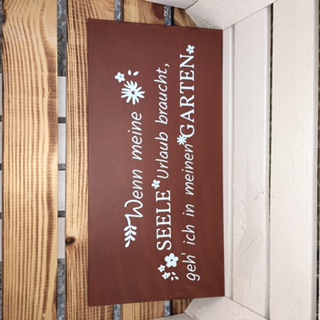 Wenn meine
SEELE Urlaub braucht,
geh' ich in meinen GARTEN